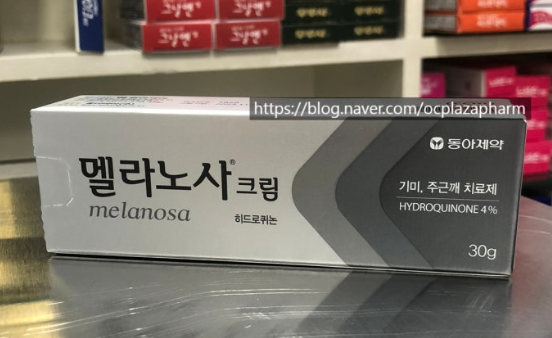 https://blog.naver.com/ocplazapharm
동아제약
멜라노사® 크림
melanosa
히드로퀴논
기미, 주근깨 치료제
HYDROQUINONE 4%
30g